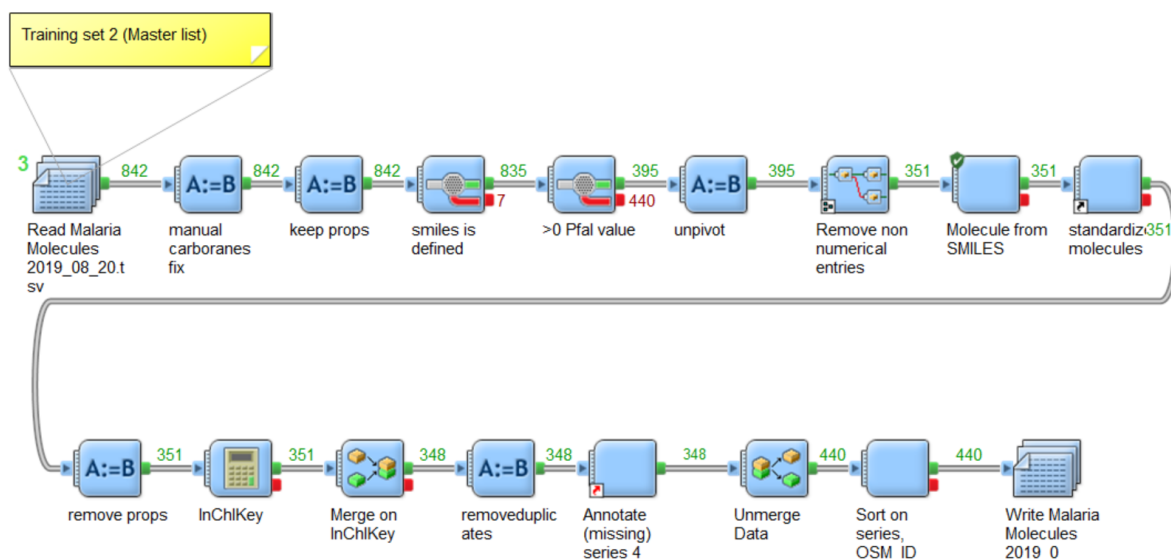 Training set 2 (Master list)
3
842
842
842
835
7
395
440
395
351
351
351
A:=B
A:=B
A:=B
Read Malaria
Molecules
2019_08_20.t
sv
manual
carboranes
fix
keep props
smiles is
defined
>0 Pfal value
unpivot
Remove non
numerical
entries
Molecule from
SMILES
standardize
molecules
351
351
348
348
348
440
440
A:=B
A:=B
remove props
InChIKey
Merge on
InChIKey
removeduplic
ates
Annotate
(missing)
series 4
Unmerge
Data
Sort on
series,
OSM_ID
Write Malaria
Molecules
2019_0